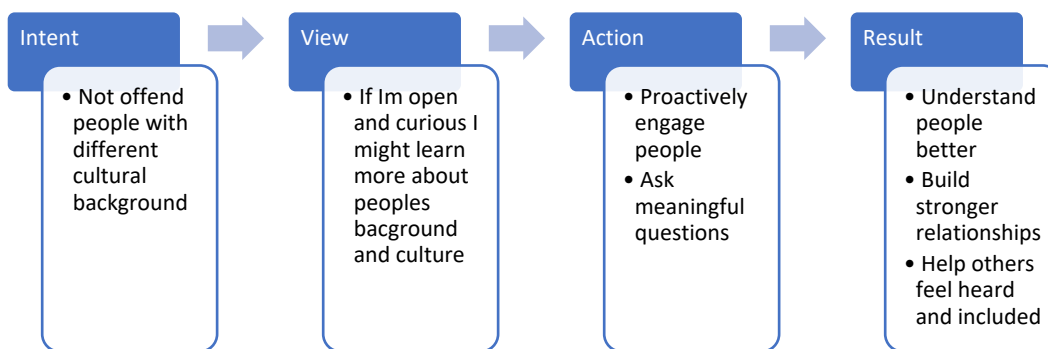 Intent
• Not offend
people with
different
cultural
background
View
• If Im open
and curious I
might learn
more about
peoples
bacground
and culture
Action
• Proactively
engage
people
• Ask
meaningful
questions
Result
• Understand
people
better
• Build
stronger
relationships
• Help others
feel heard
and included